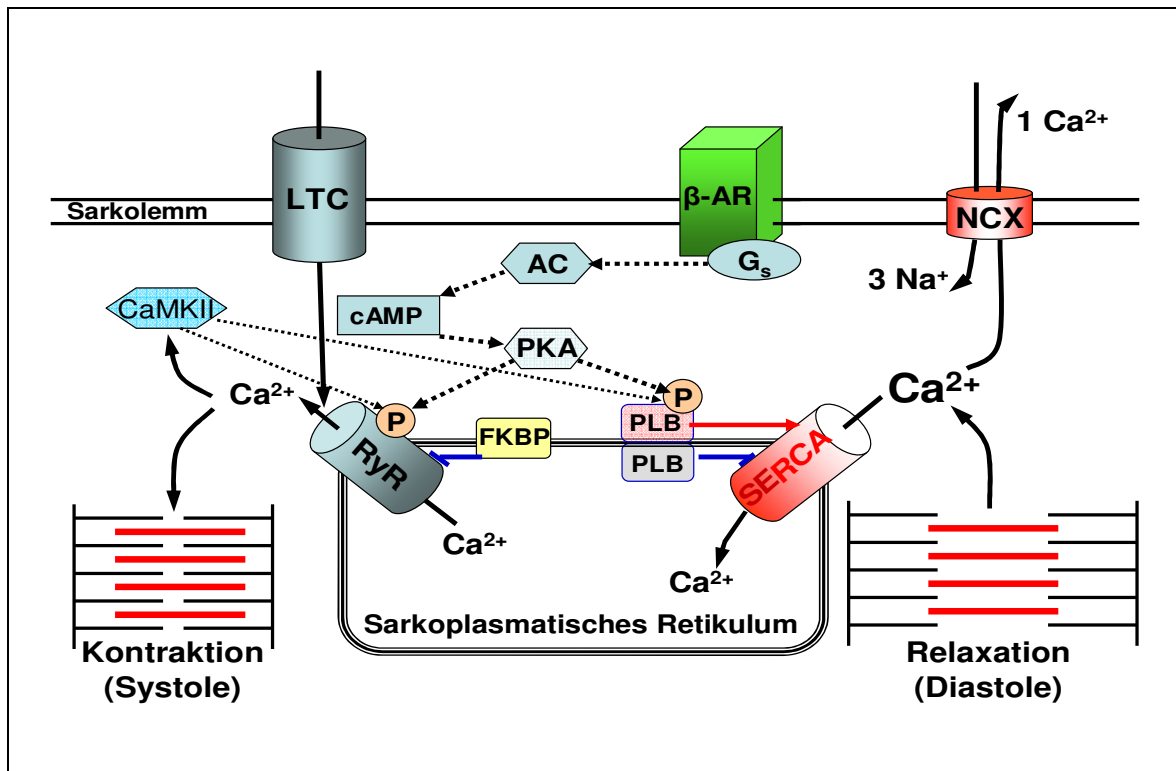 1 Ca²⁺
LTC
β-AR
Sarkolemm
NCX
AC
Gₛ
3 Na⁺
CaMKII
cAMP
PKA
Ca²⁺
Ca²⁺
P
P
PLB
FKBP
PLB
RyR
SERCA
Ca²⁺
Ca²⁺
Sarkoplasmatisches Retikulum
Kontraktion
(Systole)
Relaxation
(Diastole)